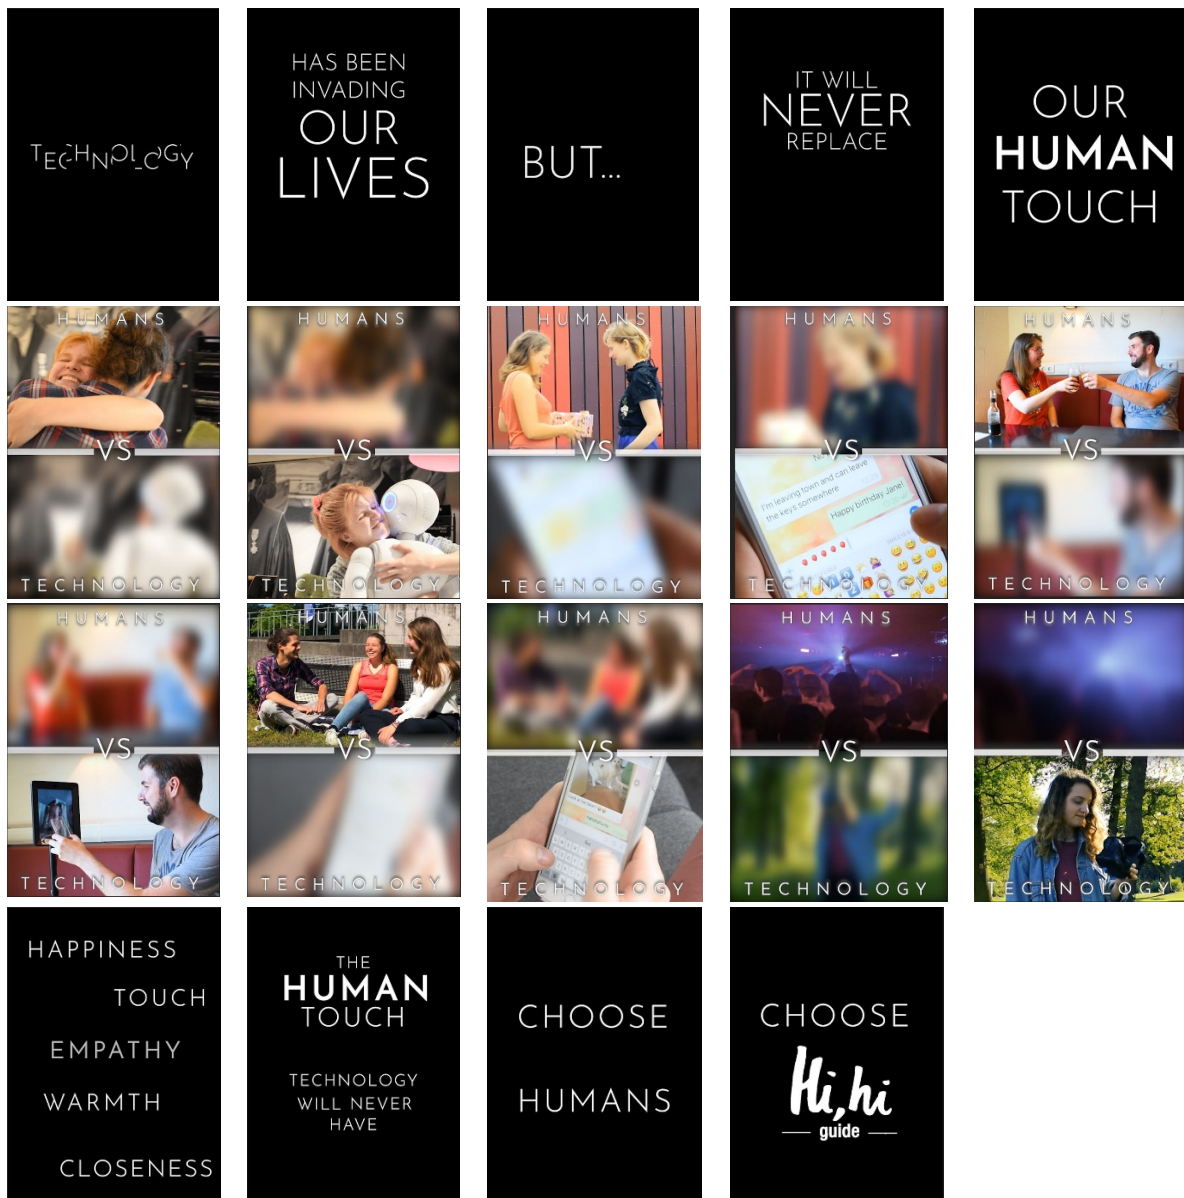 TECHNOLOGY
HAS BEEN
INVADING
OUR
LIVES
BUT...
IT WILL
NEVER
REPLACE
OUR
HUMAN
TOUCH
HUMANS
VS
TECHNOLOGY
HUMANS
VS
TECHNOLOGY
HUMANS
VS
TECHNOLOGY
HUMANS
VS
I'm leaving town and can leave
the keys somewhere
Happy birthday Jane!
TECHNOLOGY
HUMANS
VS
TECHNOLOGY
HUMANS
VS
TECHNOLOGY
HUMANS
VS
TECHNOLOGY
HUMANS
VS
TECHNOLOGY
HUMANS
VS
TECHNOLOGY
HUMANS
VS
TECHNOLOGY
HAPPINESS
TOUCH
EMPATHY
WARMTH
CLOSENESS
THE
HUMAN
TOUCH
TECHNOLOGY
WILL NEVER
HAVE
CHOOSE
HUMANS
CHOOSE
Hi,hi
guide